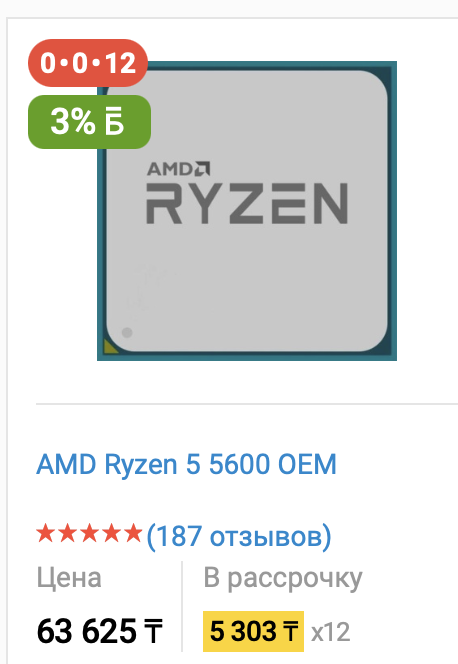 0·0·12
3% Б
AMD
RYZEN
AMD Ryzen 5 5600 OEM
★★★★★(187 отзывов)
Цена
В рассрочку
63 625 ₸
5 303 ₸ x12